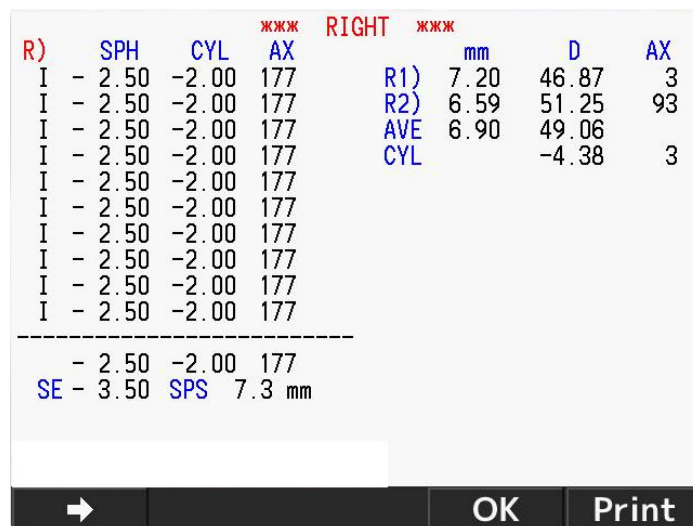 *** RIGHT ***
R) SPH CYL AX
I - 2.50 -2.00 177
I - 2.50 -2.00 177
I - 2.50 -2.00 177
I - 2.50 -2.00 177
I - 2.50 -2.00 177
I - 2.50 -2.00 177
I - 2.50 -2.00 177
I - 2.50 -2.00 177
I - 2.50 -2.00 177
I - 2.50 -2.00 177
---------------------------
- 2.50 -2.00 177
SE - 3.50 SPS 7.3 mm
mm D AX
R1) 7.20 46.87 3
R2) 6.59 51.25 93
AVE 6.90 49.06
CYL -4.38 3
OK Print